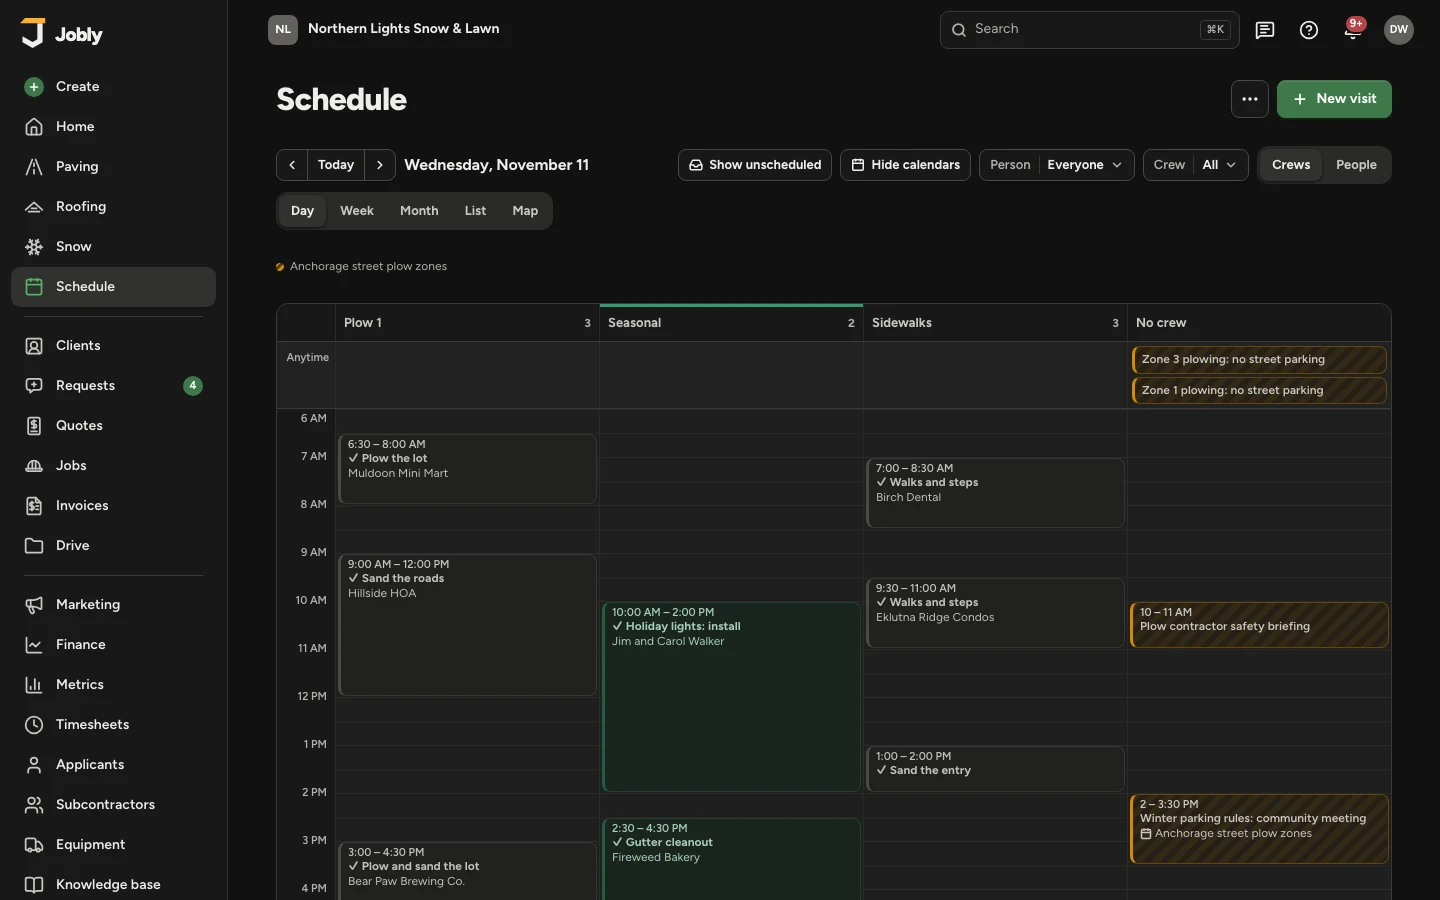 Jobly
NL
Northern Lights Snow & Lawn
Search
⌘K
9+
DW
Create
Home
Paving
Roofing
Snow
Schedule
Clients
Requests
4
Quotes
Jobs
Invoices
Drive
Marketing
Finance
Metrics
Timesheets
Applicants
Subcontractors
Equipment
Knowledge base
Schedule
New visit
Today
Wednesday, November 11
Show unscheduled
Hide calendars
Person
Everyone
Crew
All
Crews
People
Day
Week
Month
List
Map
Anchorage street plow zones
Plow 1
3
Seasonal
2
Sidewalks
3
No crew
Anytime
Zone 3 plowing: no street parking
Zone 1 plowing: no street parking
6 AM
7 AM
8 AM
9 AM
10 AM
11 AM
12 PM
1 PM
2 PM
3 PM
4 PM
6:30 – 8:00 AM
✓ Plow the lot
Muldoon Mini Mart
9:00 AM – 12:00 PM
✓ Sand the roads
Hillside HOA
3:00 – 4:30 PM
✓ Plow and sand the lot
Bear Paw Brewing Co.
10:00 AM – 2:00 PM
✓ Holiday lights: install
Jim and Carol Walker
2:30 – 4:30 PM
✓ Gutter cleanout
Fireweed Bakery
7:00 – 8:30 AM
✓ Walks and steps
Birch Dental
9:30 – 11:00 AM
✓ Walks and steps
Eklutna Ridge Condos
1:00 – 2:00 PM
✓ Sand the entry
10 – 11 AM
Plow contractor safety briefing
2 – 3:30 PM
Winter parking rules: community meeting
Anchorage street plow zones